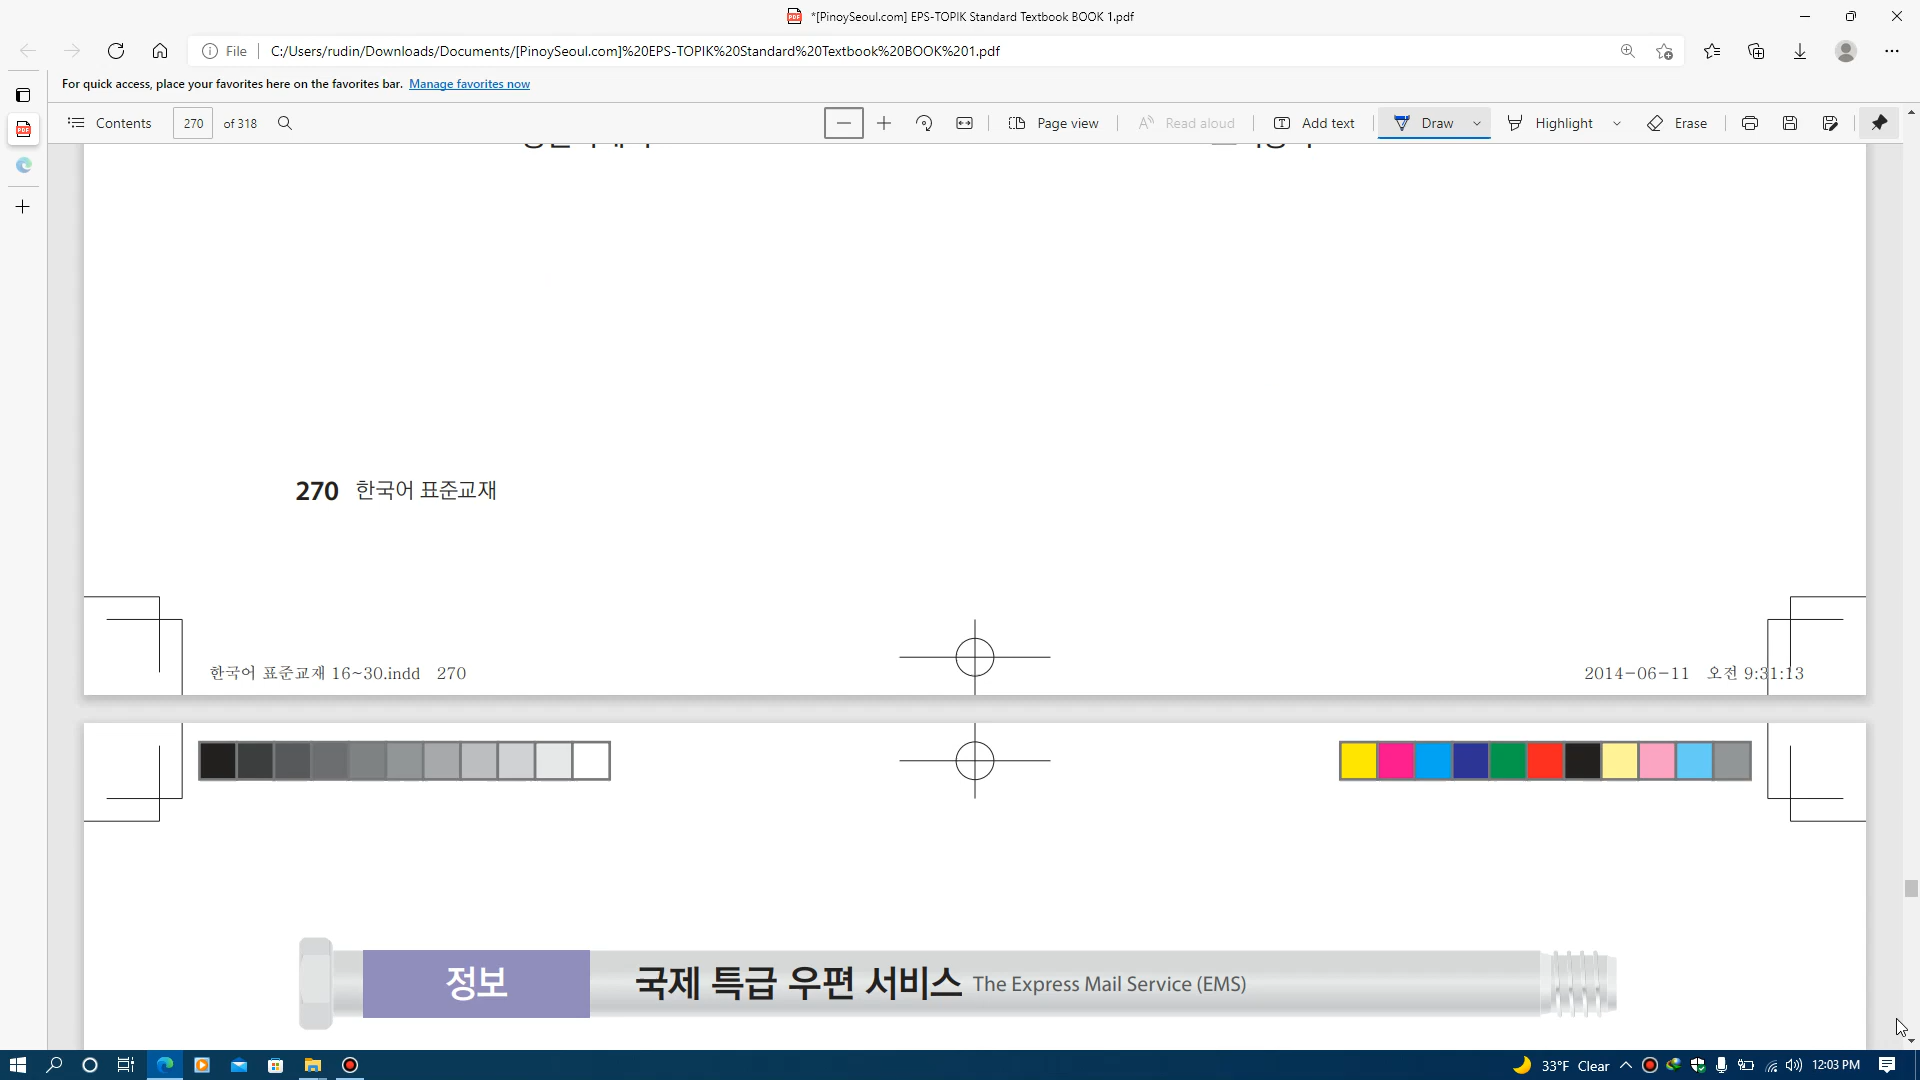 *[PinoySeoul.com] EPS-TOPIK Standard Textbook BOOK 1.pdf
File
C:/Users/rudin/Downloads/Documents/[PinoySeoul.com]%20EPS-TOPIK%20Standard%20Textbook%20BOOK%201.pdf
For quick access, place your favorites here on the favorites bar. Manage favorites now
Contents 270 of 318 Page view Read aloud Add text Draw Highlight Erase
270 한국어 표준교재
한국어 표준교재 16~30.indd 270
2014-06-11 오전 9:31:13
정보 국제 특급 우편 서비스 The Express Mail Service (EMS)
33°F Clear 12:03 PM